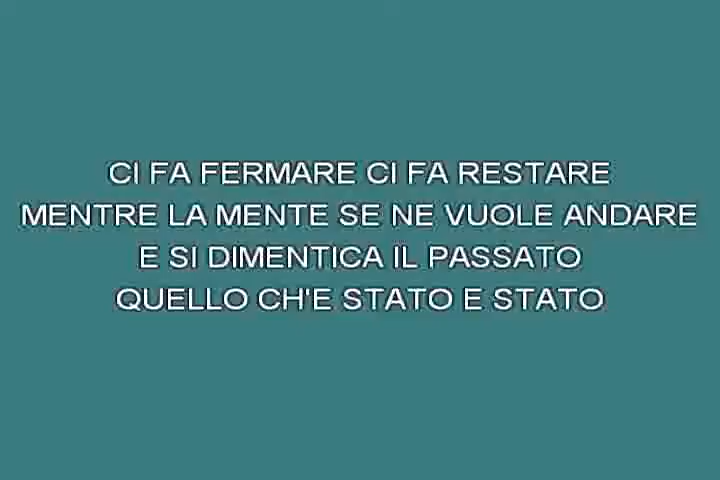 CI FA FERMARE CI FA RESTARE
MENTRE LA MENTE SE NE VUOLE ANDARE
E SI DIMENTICA IL PASSATO
QUELLO CH'E STATO E STATO